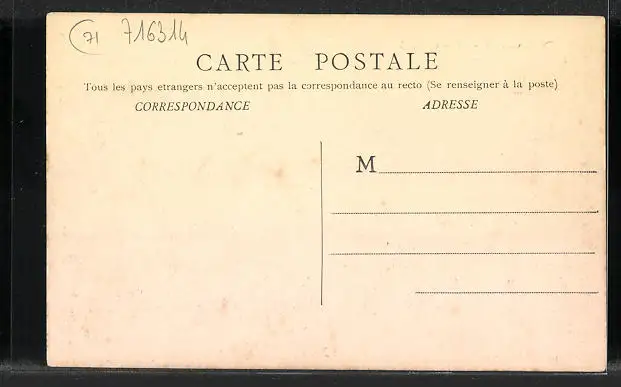 71 716314
CARTE POSTALE
Tous les pays etrangers n'acceptent pas la correspondance au recto (Se renseigner à la poste)
CORRESPONDANCE ADRESSE
M